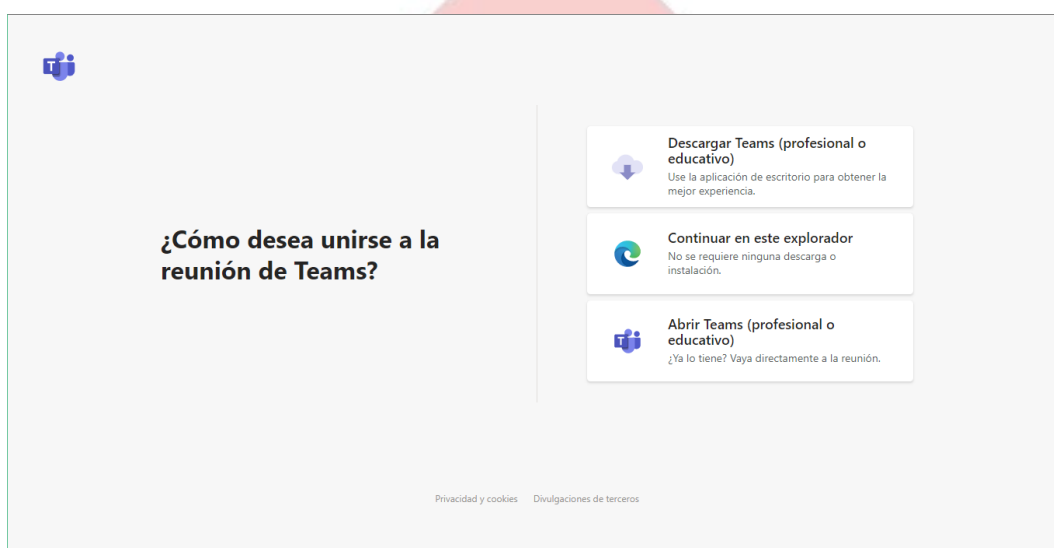 ¿Cómo desea unirse a la
reunión de Teams?
Descargar Teams (profesional o
educativo)
Use la aplicación de escritorio para obtener la
mejor experiencia.
Continuar en este explorador
No se requiere ninguna descarga o
instalación.
Abrir Teams (profesional o
educativo)
¿Ya lo tiene? Vaya directamente a la reunión.
Privacidad y cookies Divulgaciones de terceros